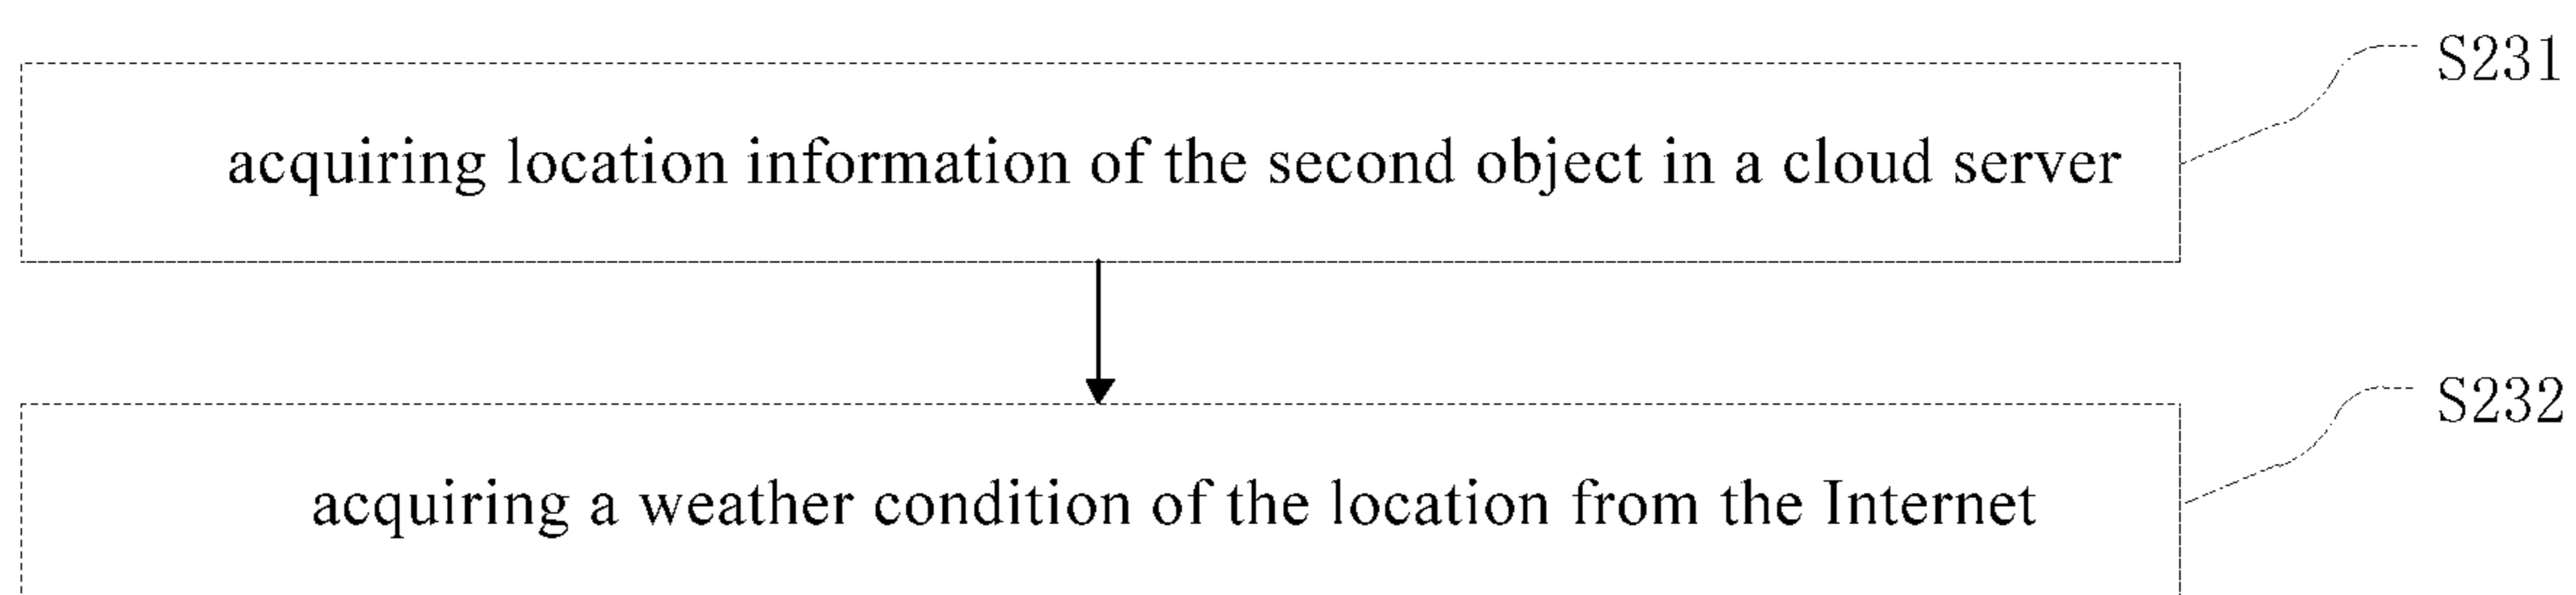 S231
acquiring location information of the second object in a cloud server
S232
acquiring a weather condition of the location from the Internet